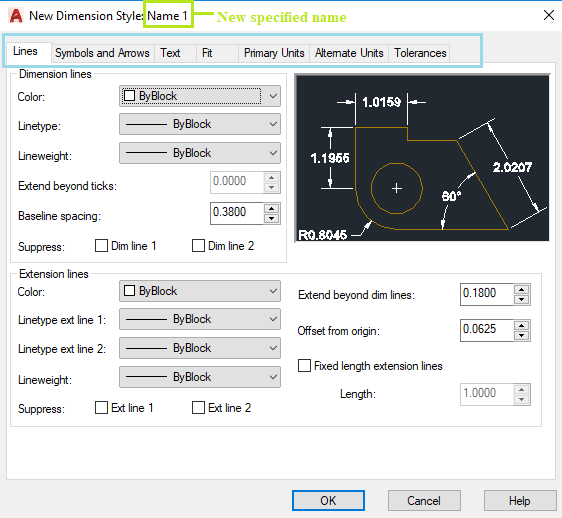 New Dimension Style: Name 1 New specified name
Lines Symbols and Arrows Text Fit Primary Units Alternate Units Tolerances
Dimension lines
Color: ByBlock
Linetype: ByBlock
Lineweight: ByBlock
Extend beyond ticks: 0.0000
Baseline spacing: 0.3800
Suppress: Dim line 1 Dim line 2
1.0159
1.1955
2.0207
60°
R0.8045
Extension lines
Color: ByBlock
Linetype ext line 1: ByBlock
Linetype ext line 2: ByBlock
Lineweight: ByBlock
Suppress: Ext line 1 Ext line 2
Extend beyond dim lines: 0.1800
Offset from origin: 0.0625
Fixed length extension lines
Length: 1.0000
OK Cancel Help